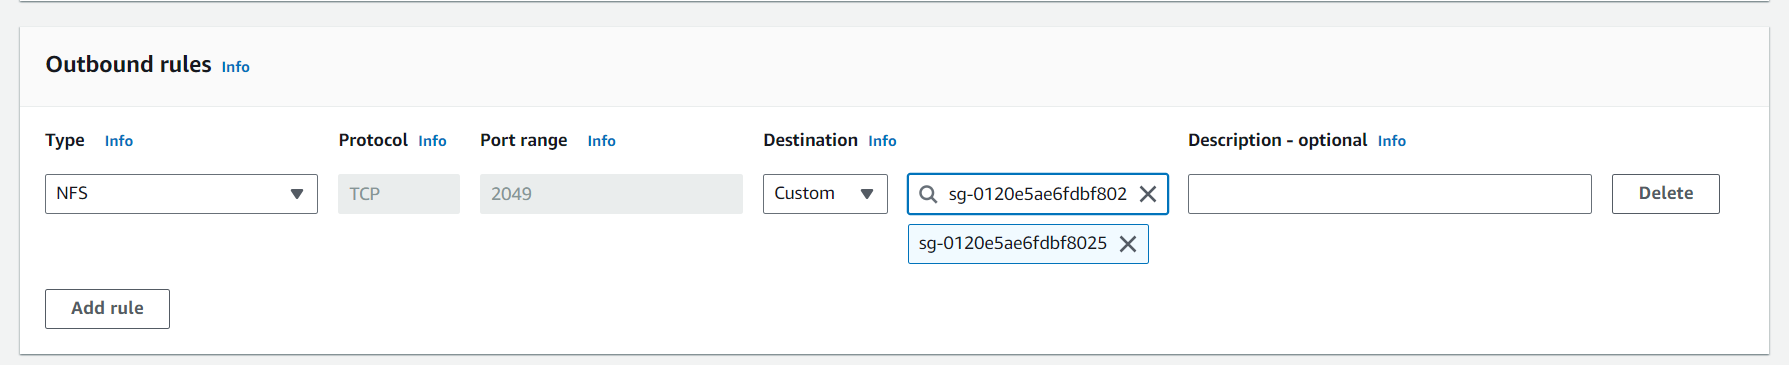 Outbound rules Info
Type Info Protocol Info Port range Info Destination Info Description - optional Info
NFS TCP 2049 Custom sg-0120e5ae6fdbf802 Delete
sg-0120e5ae6fdbf8025
Add rule